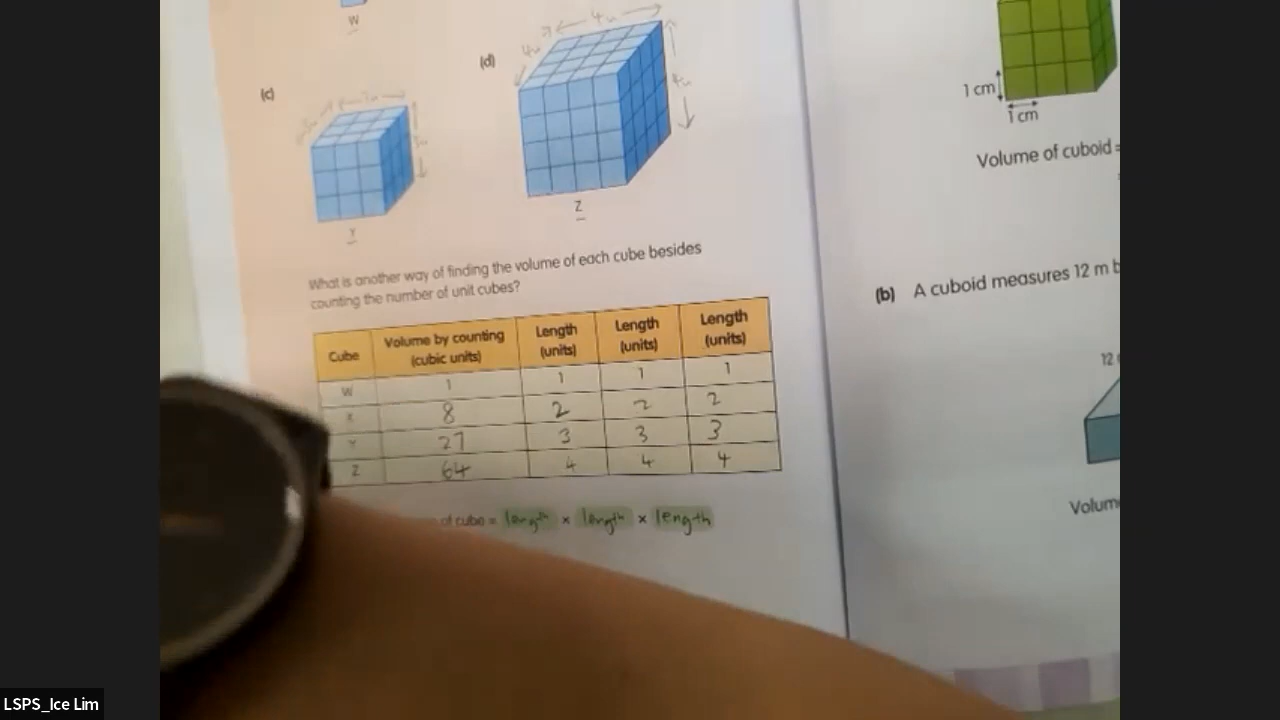 W
(c)
(d)
4u
4u
4u
Y
Z
What is another way of finding the volume of each cube besides
counting the number of unit cubes?
Cube Volume by counting (cubic units) Length (units) Length (units) Length (units)
W 1 1 1 1
X 8 2 2 2
Y 27 3 3 3
Z 64 4 4 4
of cube = length × length × length
1 cm
1 cm
Volume of cuboid =
(b) A cuboid measures 12 m b
12
Volum
LSPS_Ice Lim